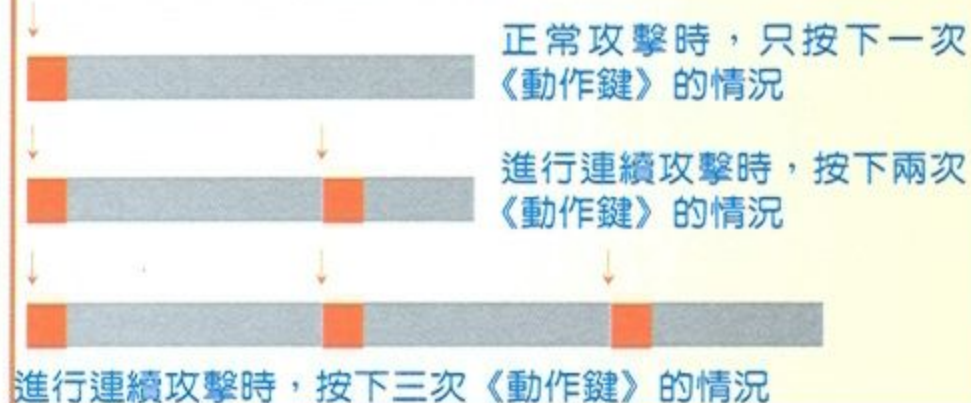 正常攻擊時，只按下一次
《動作鍵》的情況
進行連續攻擊時，按下兩次
《動作鍵》的情況
進行連續攻擊時，按下三次《動作鍵》的情況